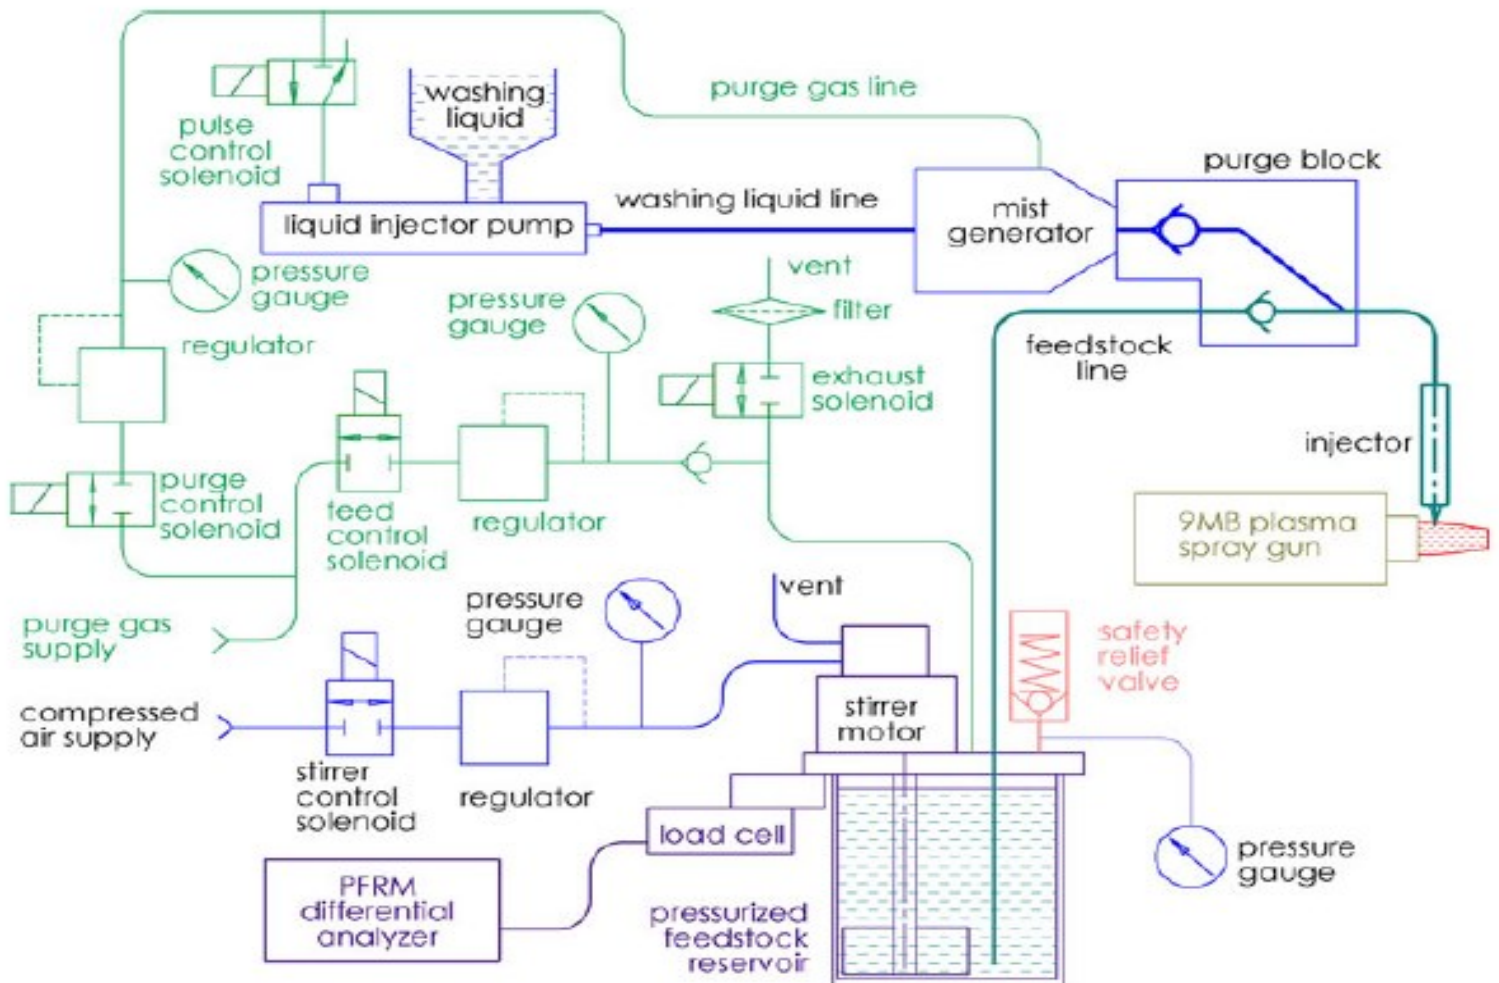 washing
liquid
purge gas line
pulse
control
solenoid
purge block
washing liquid line
mist
generator
liquid injector pump
pressure
gauge
vent
pressure
gauge
filter
regulator
feedstock
line
exhaust
solenoid
injector
purge
control
solenoid
feed
control
solenoid
regulator
9MB plasma
spray gun
pressure
gauge
vent
purge gas
supply
safety
relief
valve
compressed
air supply
stirrer
motor
stirrer
control
solenoid
regulator
load cell
pressure
gauge
PFRM
differential
analyzer
pressurized
feedstock
reservoir